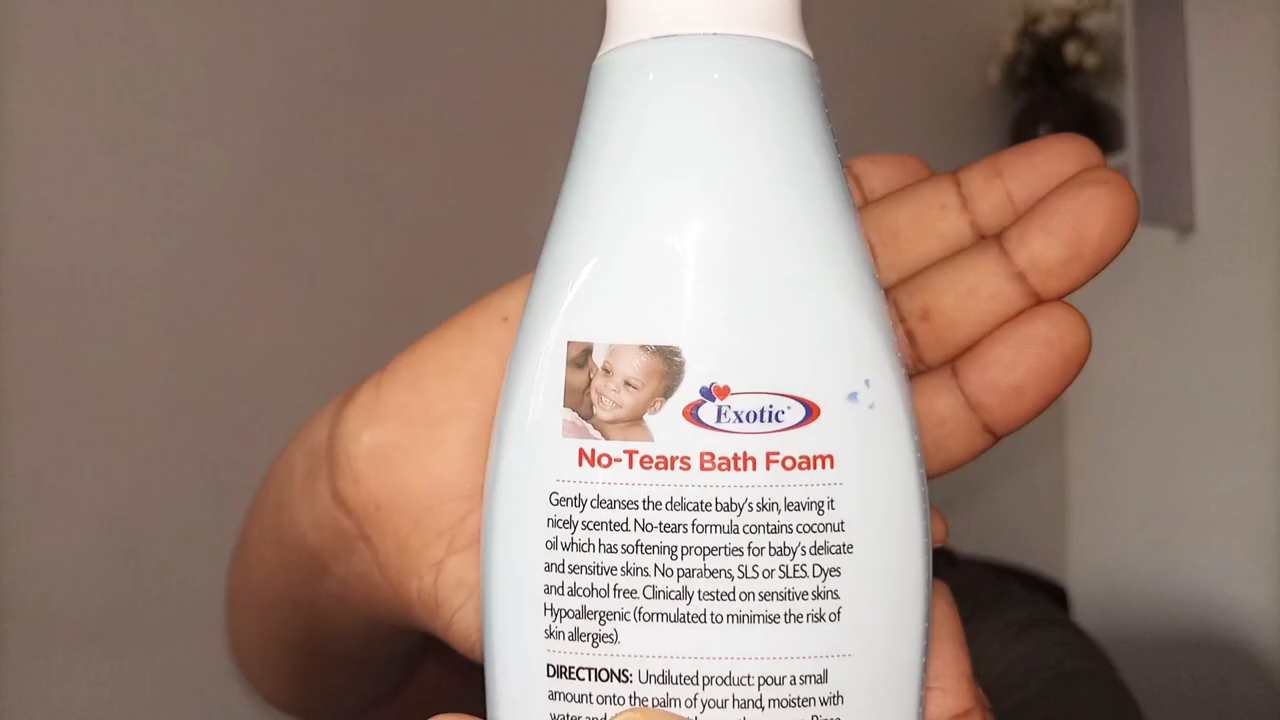 Exotic
No-Tears Bath Foam
Gently cleanses the delicate baby's skin, leaving it
nicely scented. No-tears formula contains coconut
oil which has softening properties for baby's delicate
and sensitive skins. No parabens, SLS or SLES. Dyes
and alcohol free. Clinically tested on sensitive skins.
Hypoallergenic (formulated to minimise the risk of
skin allergies).
DIRECTIONS: Undiluted product: pour a small
amount onto the palm of your hand, moisten with
water and